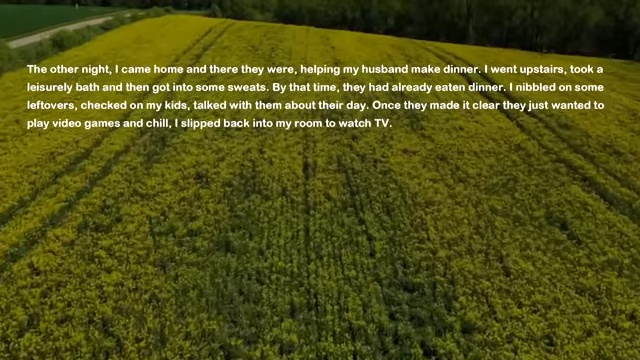 The other night, I came home and there they were, helping my husband make dinner. I went upstairs, took a
leisurely bath and then got into some sweats. By that time, they had already eaten dinner. I nibbled on some
leftovers, checked on my kids, talked with them about their day. Once they made it clear they just wanted to
play video games and chill, I slipped back into my room to watch TV.